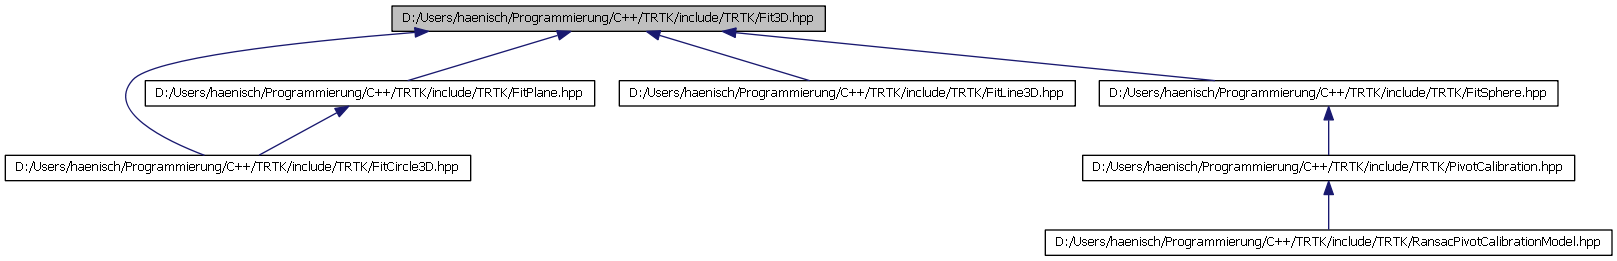 D:/Users/haenisch/Programmierung/C++/TRTK/include/TRTK/Fit3D.hpp
D:/Users/haenisch/Programmierung/C++/TRTK/include/TRTK/FitPlane.hpp
D:/Users/haenisch/Programmierung/C++/TRTK/include/TRTK/FitLine3D.hpp
D:/Users/haenisch/Programmierung/C++/TRTK/include/TRTK/FitSphere.hpp
D:/Users/haenisch/Programmierung/C++/TRTK/include/TRTK/FitCircle3D.hpp
D:/Users/haenisch/Programmierung/C++/TRTK/include/TRTK/PivotCalibration.hpp
D:/Users/haenisch/Programmierung/C++/TRTK/include/TRTK/RansacPivotCalibrationModel.hpp